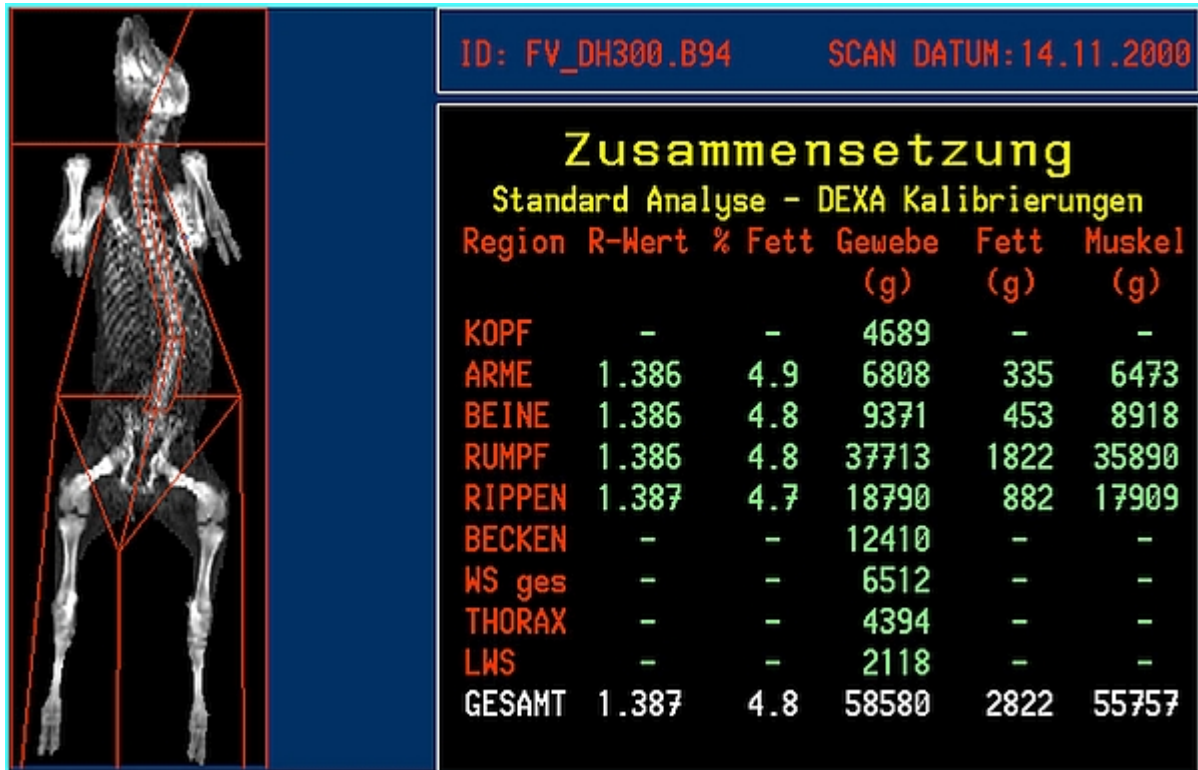 ID: FV_DH300.B94 SCAN DATUM:14.11.2000
Zusammensetzung
Standard Analyse - DEXA Kalibrierungen
Region R-Wert % Fett Gewebe Fett Muskel
(g) (g) (g)
KOPF - - 4689 - -
ARME 1.386 4.9 6808 335 6473
BEINE 1.386 4.8 9371 453 8918
RUMPF 1.386 4.8 37713 1822 35890
RIPPEN 1.387 4.7 18790 882 17909
BECKEN - - 12410 - -
WS ges - - 6512 - -
THORAX - - 4394 - -
LWS - - 2118 - -
GESAMT 1.387 4.8 58580 2822 55757